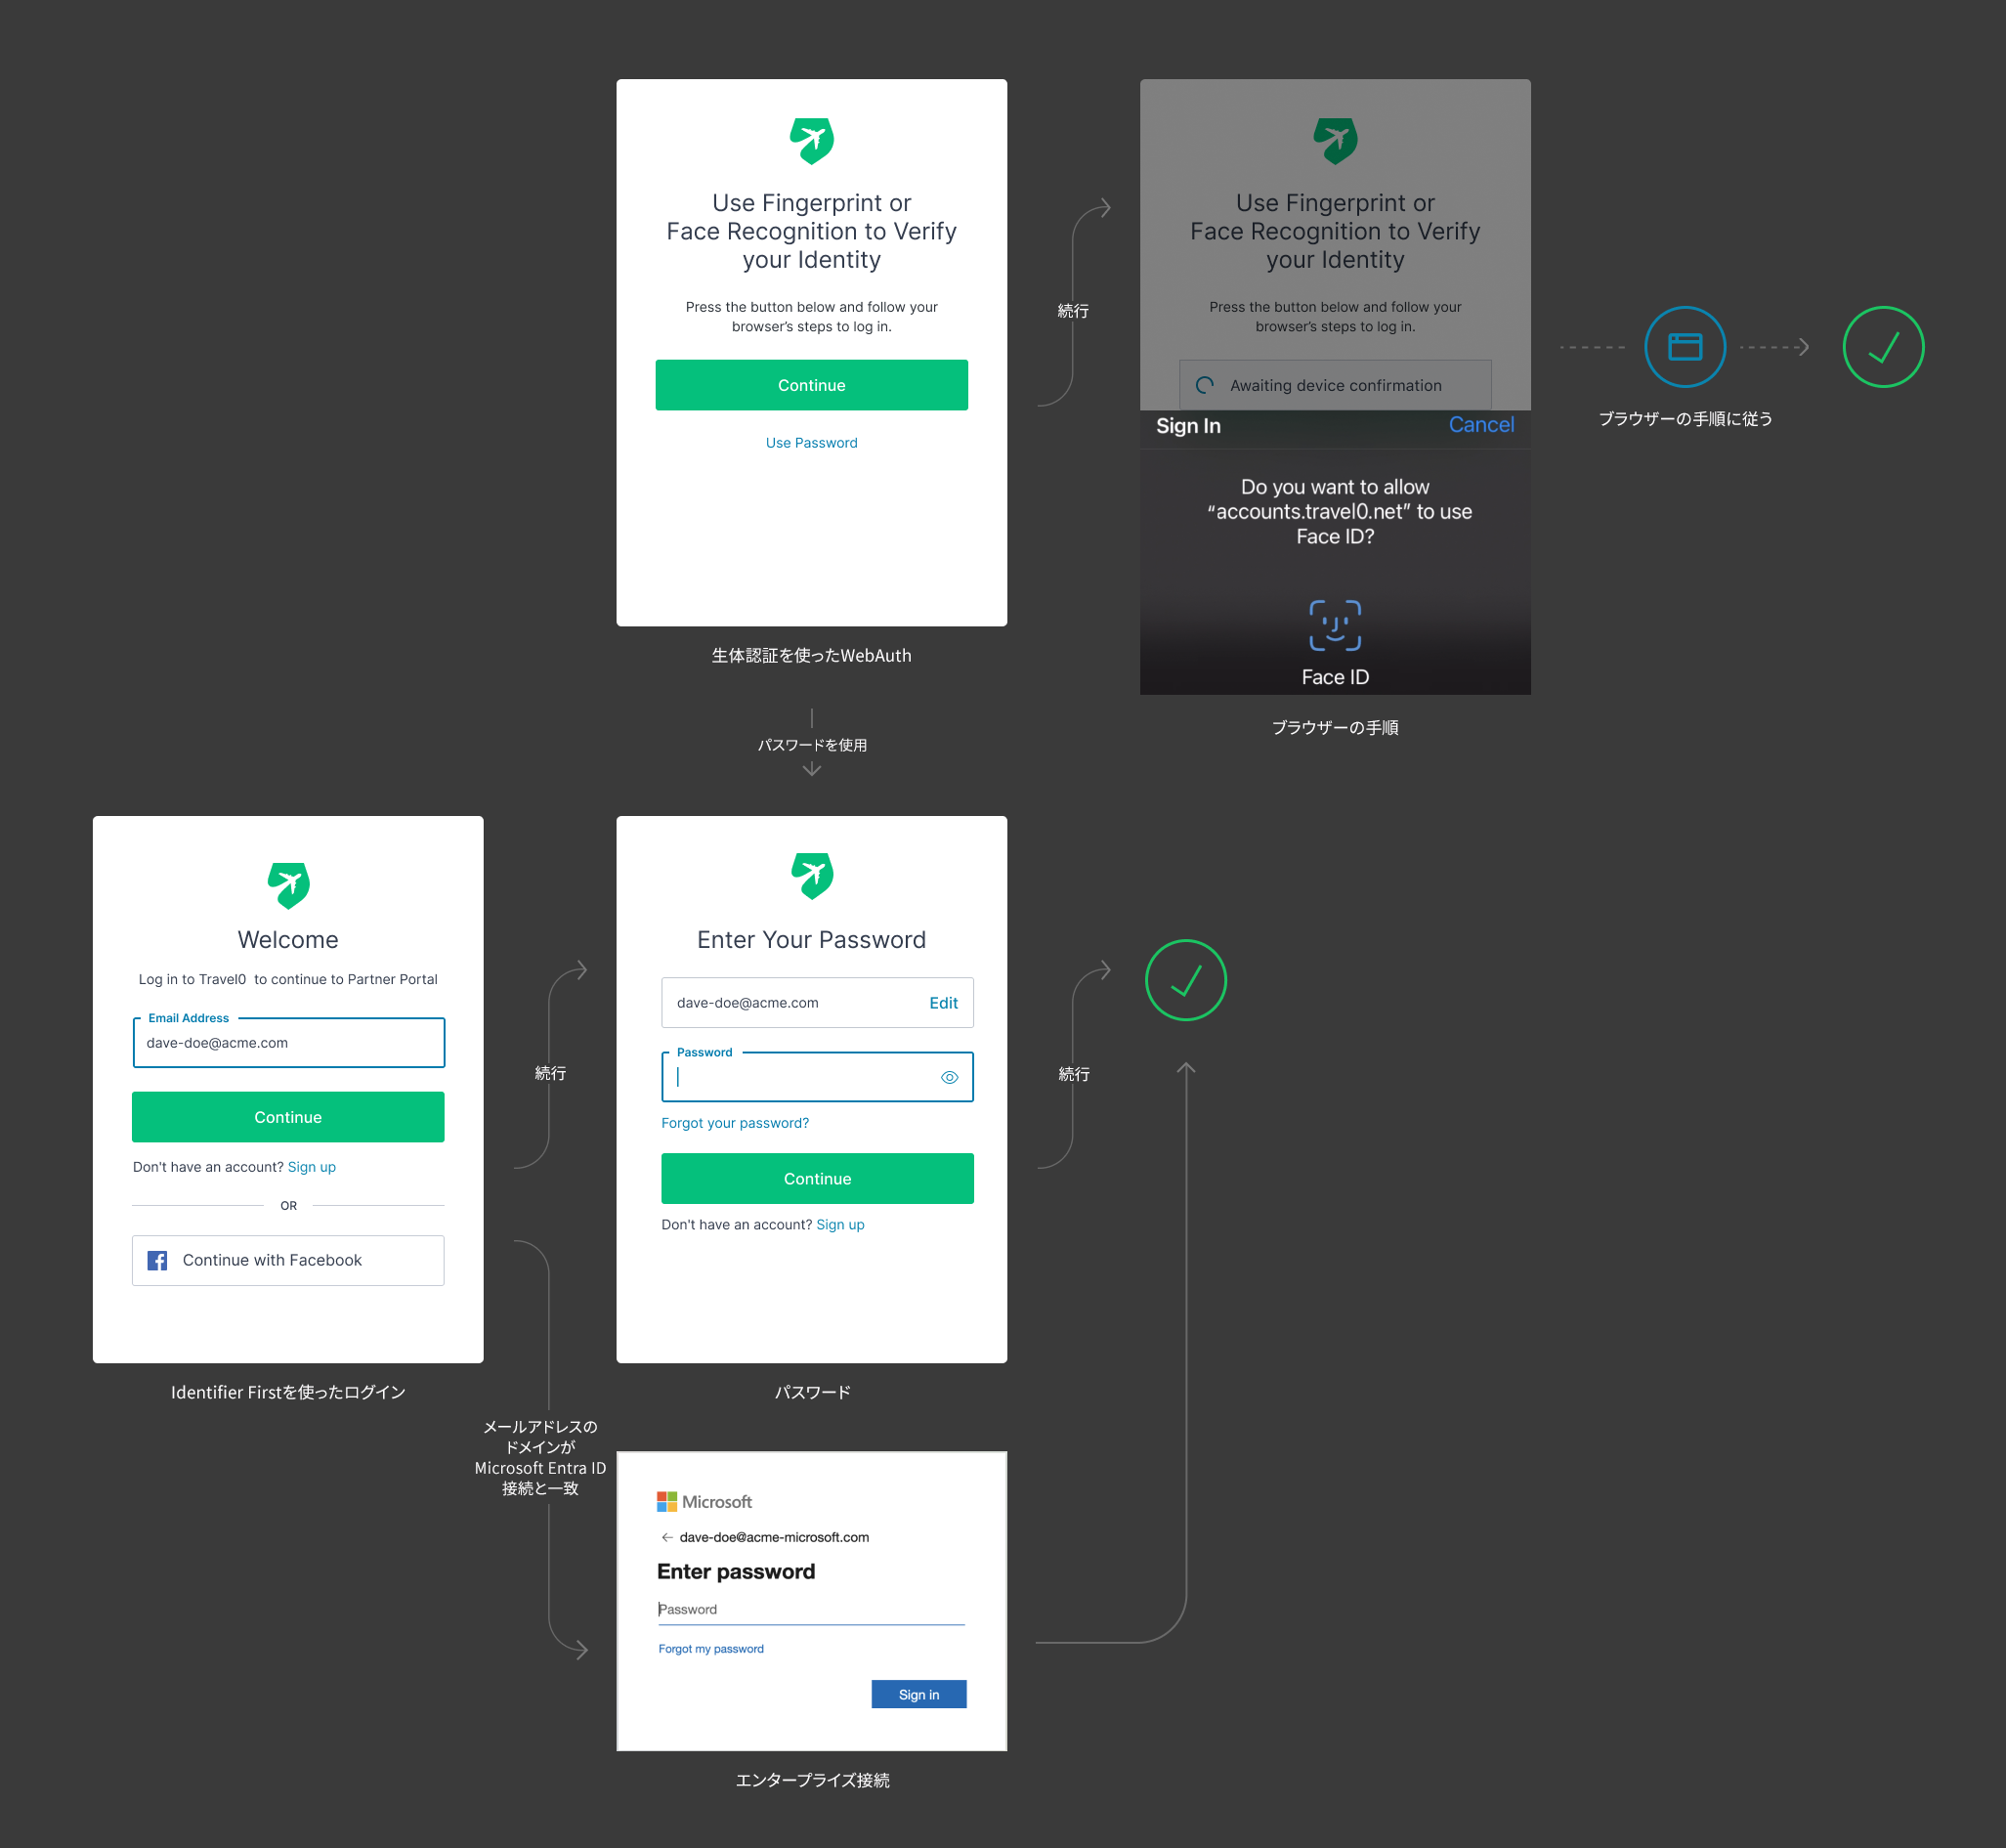 Use Fingerprint or
Face Recognition to Verify
your Identity
Press the button below and follow your
browser’s steps to log in.
Continue
Use Password
生体認証を使ったWebAuth
続行
Use Fingerprint or
Face Recognition to Verify
your Identity
Press the button below and follow your
browser’s steps to log in.
Awaiting device confirmation
Sign In
Cancel
Do you want to allow
“accounts.travel0.net” to use
Face ID?
Face ID
ブラウザーの手順
ブラウザーの手順に従う
パスワードを使用
Welcome
Log in to Travel0 to continue to Partner Portal
Email Address
dave-doe@acme.com
Continue
Don't have an account? Sign up
OR
Continue with Facebook
Identifier Firstを使ったログイン
続行
Enter Your Password
dave-doe@acme.com
Edit
Password
Forgot your password?
Continue
Don't have an account? Sign up
パスワード
続行
メールアドレスの
ドメインが
Microsoft Entra ID
接続と一致
Microsoft
dave-doe@acme-microsoft.com
Enter password
Password
Forgot my password
Sign in
エンタープライズ接続